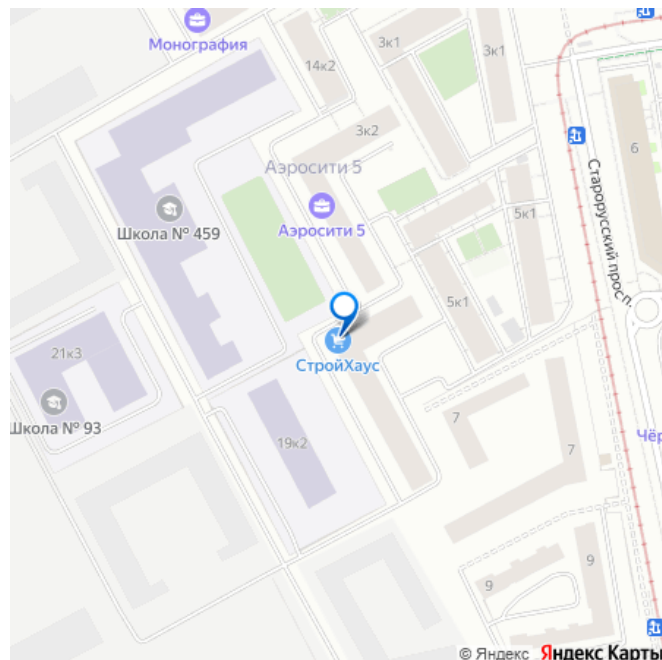 Монография
3к1
3к1
14к2
3к2
6
Аэросити 5
Аэросити 5
Школа № 459
5к1
Старорусский просп.
5к1
21к3
СтройХаус
Школа № 93
7
19к2
7
Чёр
9
9
© Яндекс Яндекс Карты